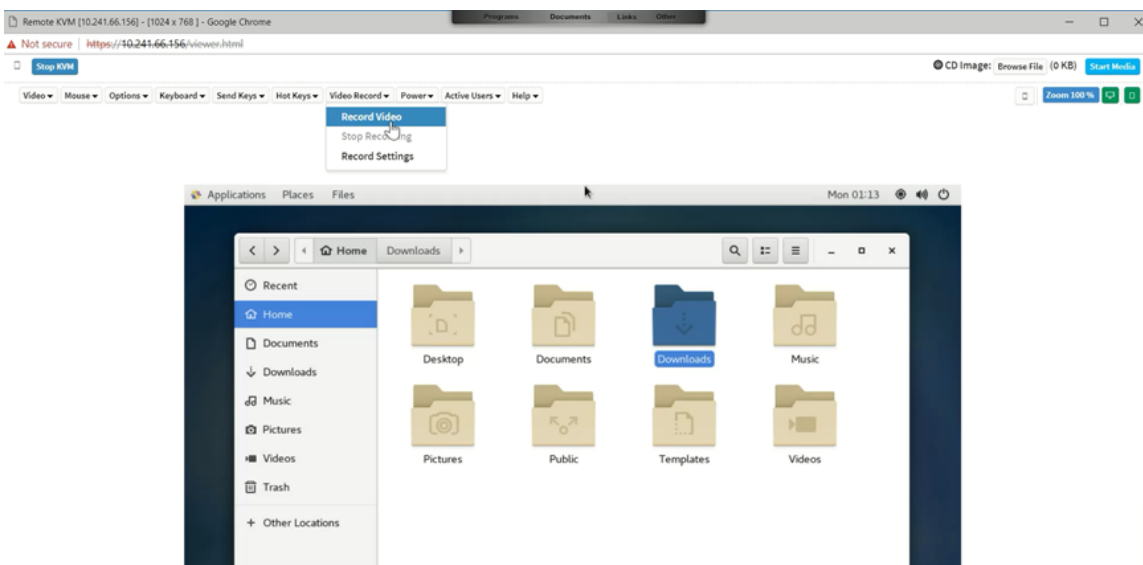 Remote KVM [10.241.66.156] - [1024 x 768 ] - Google Chrome
Programs Documents Links Other
Not secure | https://10.241.66.156/viewer.html
Stop KVM
CD Image: Browse File (0 KB) Start Media
Video Mouse Options Keyboard Send Keys Hot Keys Video Record Power Active Users Help
Zoom 100 %
Record Video
Stop Recording
Record Settings
Applications Places Files
Mon 01:13
Home Downloads
Recent
Home
Documents
Downloads
Music
Pictures
Videos
Trash
+ Other Locations
Desktop Documents Downloads Music
Pictures Public Templates Videos